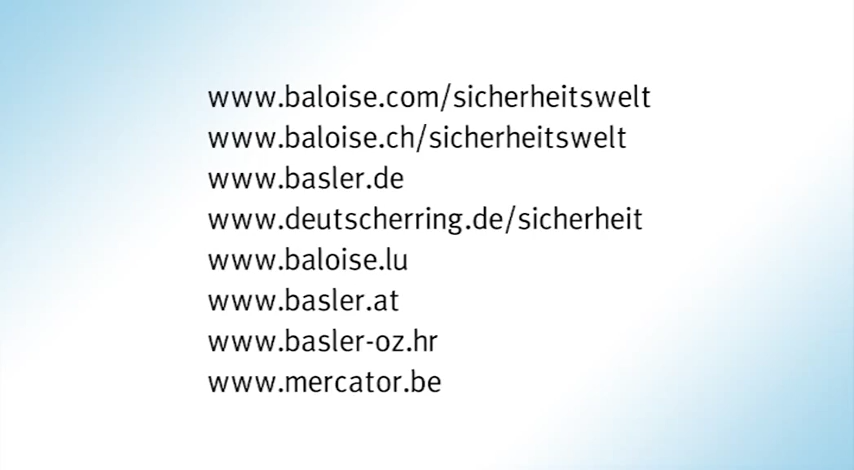 www.baloise.com/sicherheitswelt
www.baloise.ch/sicherheitswelt
www.basler.de
www.deutscherring.de/sicherheit
www.baloise.lu
www.basler.at
www.basler-oz.hr
www.mercator.be